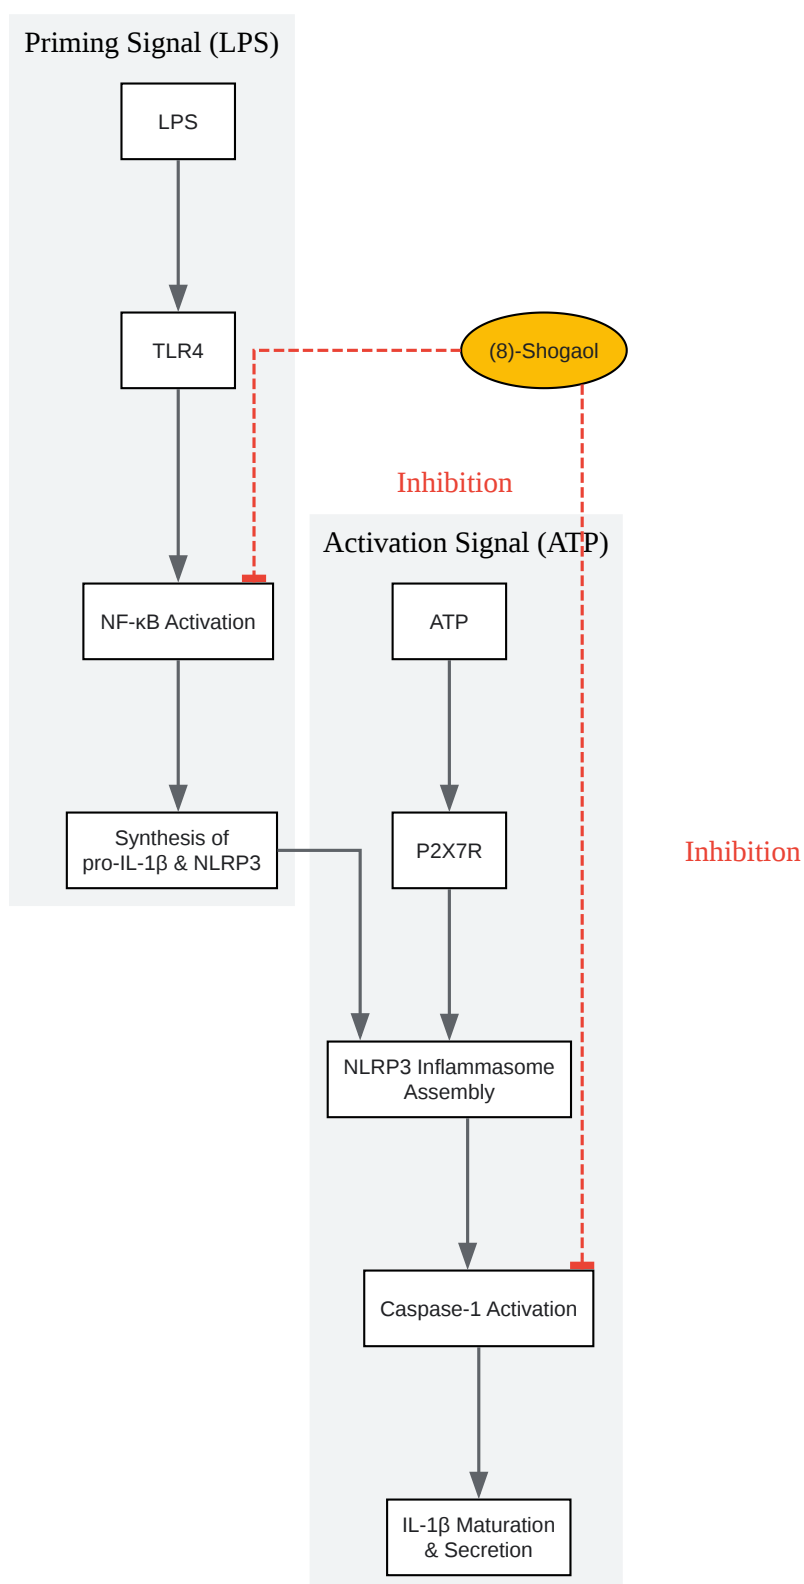 Priming Signal (LPS)
LPS
TLR4
(8)-Shogaol
Inhibition
Activation Signal (ATP)
NF-κB Activation
ATP
Synthesis of
pro-IL-1β & NLRP3
P2X7R
Inhibition
NLRP3 Inflammasome
Assembly
Caspase-1 Activation
IL-1β Maturation
& Secretion